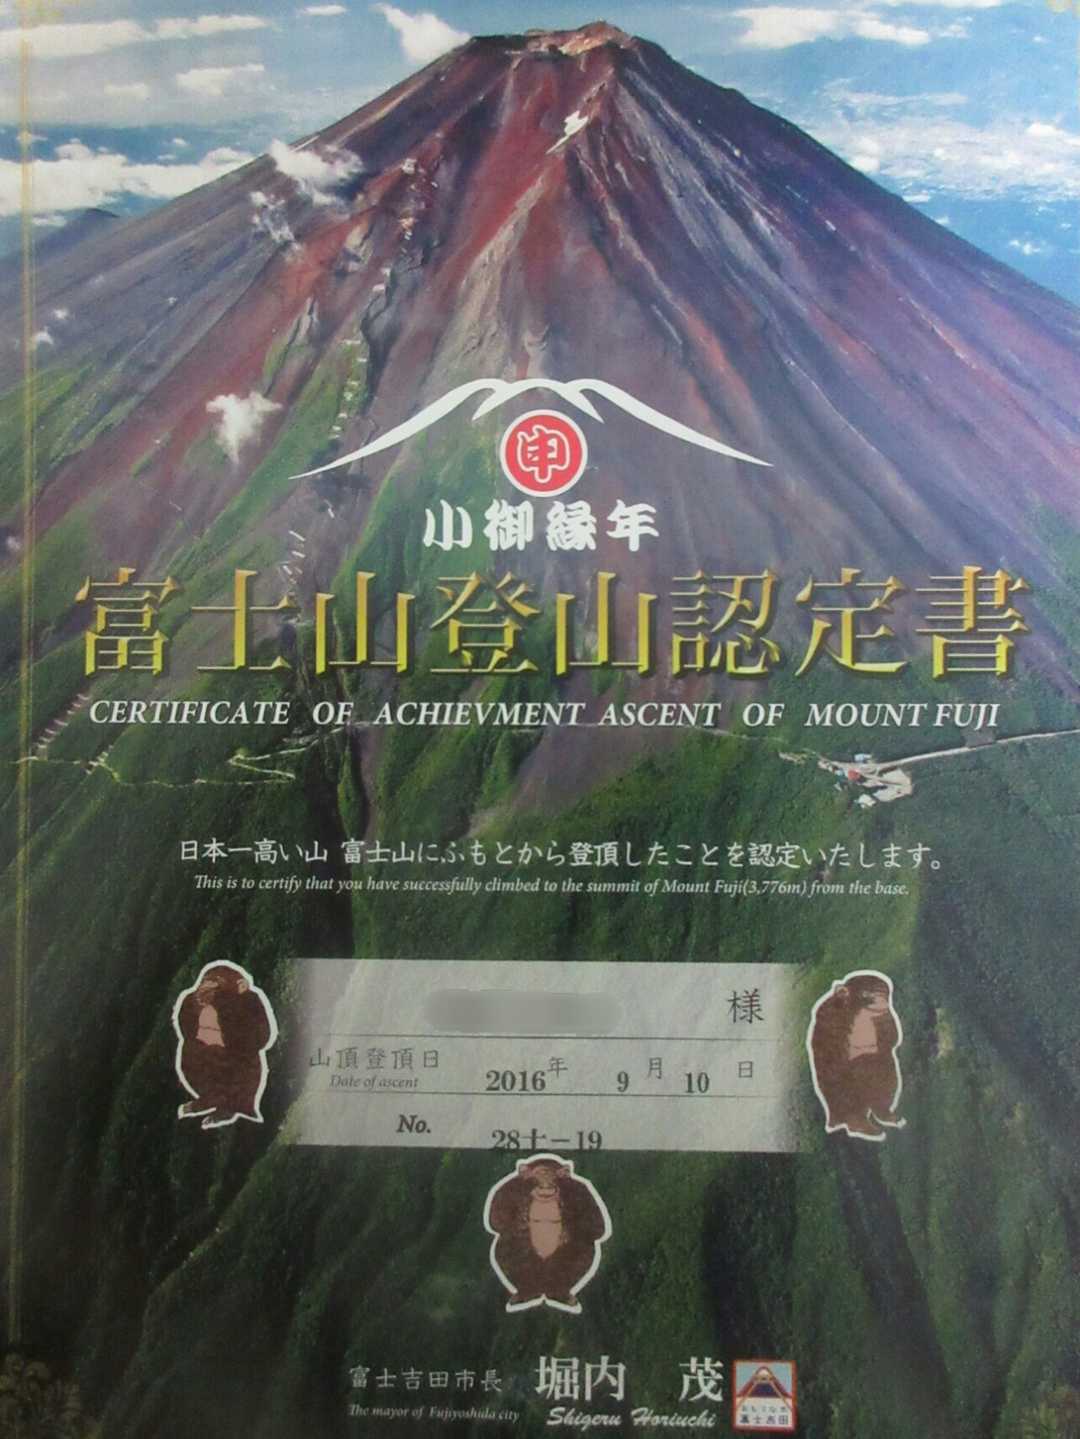 申
小御縁年
富士山登山認定書
CERTIFICATE OF ACHIEVMENT ASCENT OF MOUNT FUJI
日本一高い山 富士山にふもとから登頂したことを認定いたします。
This is to certify that you have successfully climbed to the summit of Mount Fuji(3,776m) from the base.
様
山頂登頂日 2016年 9月 10日
Date of ascent
No. 28十-19
富士吉田市長 堀内 茂
The mayor of Fujiyoshida city Shigeru Horiuchi
富士吉田